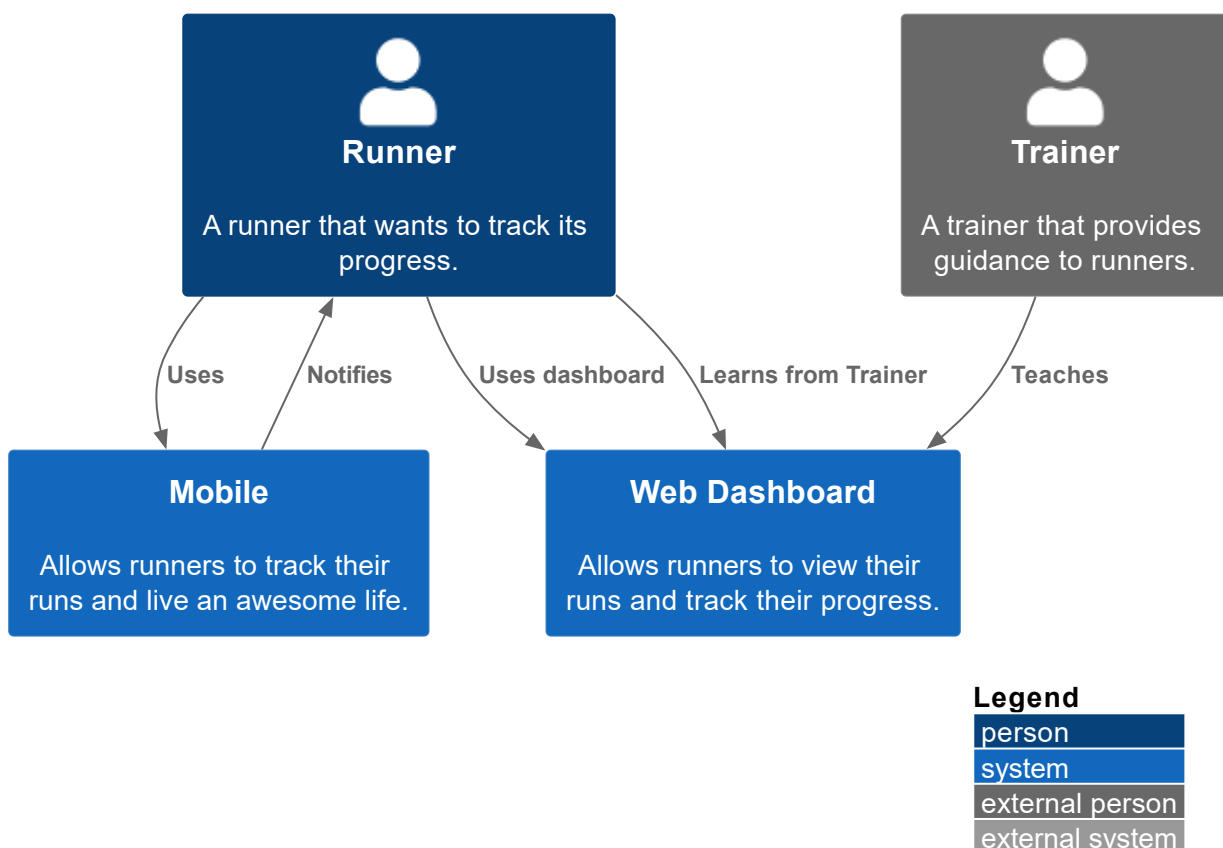 Runner
A runner that wants to track its
progress.
Trainer
A trainer that provides
guidance to runners.
Uses
Notifies
Uses dashboard
Learns from Trainer
Teaches
Mobile
Allows runners to track their
runs and live an awesome life.
Web Dashboard
Allows runners to view their
runs and track their progress.
Legend
person
system
external person
external system